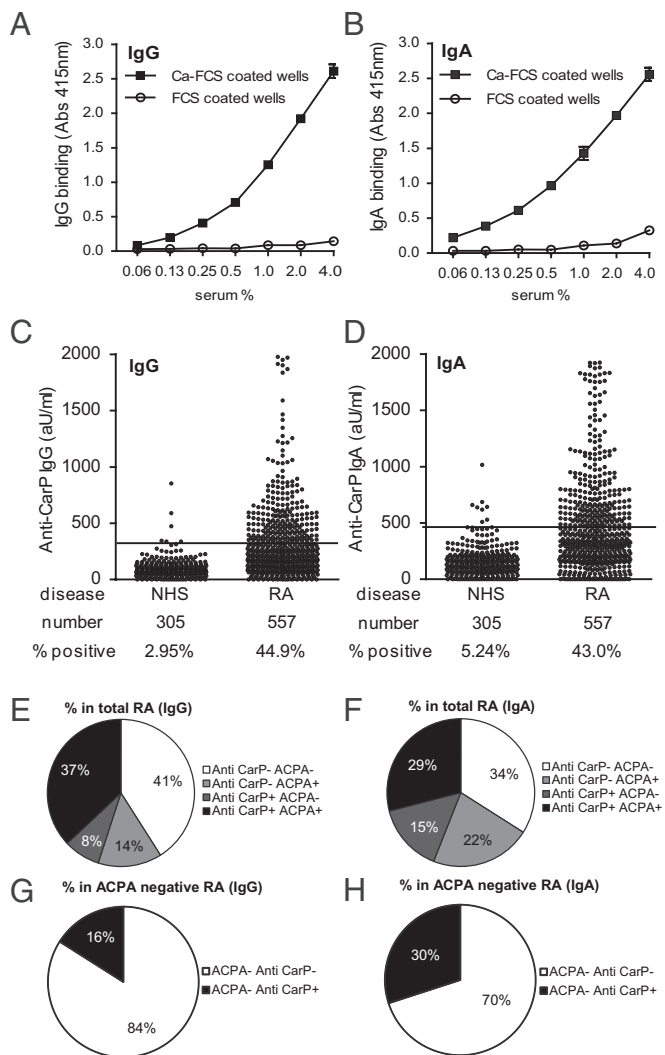 A
IgG
IgG binding (Abs 415nm)
3.0
2.5
2.0
1.5
1.0
0.5
0.0
Ca-FCS coated wells
FCS coated wells
0.06 0.13 0.25 0.5 1.0 2.0 4.0
serum %
B
IgA
IgA binding (Abs 415nm)
3.0
2.5
2.0
1.5
1.0
0.5
0.0
Ca-FCS coated wells
FCS coated wells
0.06 0.13 0.25 0.5 1.0 2.0 4.0
serum %
C
IgG
Anti-CarP IgG (aU/ml)
2000
1500
1000
500
0
disease NHS RA
number 305 557
% positive 2.95% 44.9%
D
IgA
Anti-CarP IgA (aU/ml)
2000
1500
1000
500
0
disease NHS RA
number 305 557
% positive 5.24% 43.0%
E
% in total RA (IgG)
37%
41%
8%
14%
Anti CarP- ACPA-
Anti CarP- ACPA+
Anti CarP+ ACPA-
Anti CarP+ ACPA+
F
% in total RA (IgA)
29%
34%
15%
22%
Anti CarP- ACPA-
Anti CarP- ACPA+
Anti CarP+ ACPA-
Anti CarP+ ACPA+
G
% in ACPA negative RA (IgG)
16%
84%
ACPA- Anti CarP-
ACPA- Anti CarP+
H
% in ACPA negative RA (IgA)
30%
70%
ACPA- Anti CarP-
ACPA- Anti CarP+